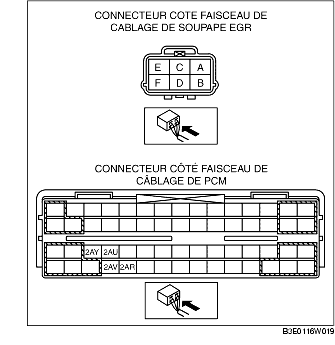 CONNECTEUR COTE FAISCEAU DE
CABLAGE DE SOUPAPE EGR
E C A
F D B
CONNECTEUR CÔTÉ FAISCEAU DE
CÂBLAGE DE PCM
2AY 2AU
2AV 2AR
B3E0116W019